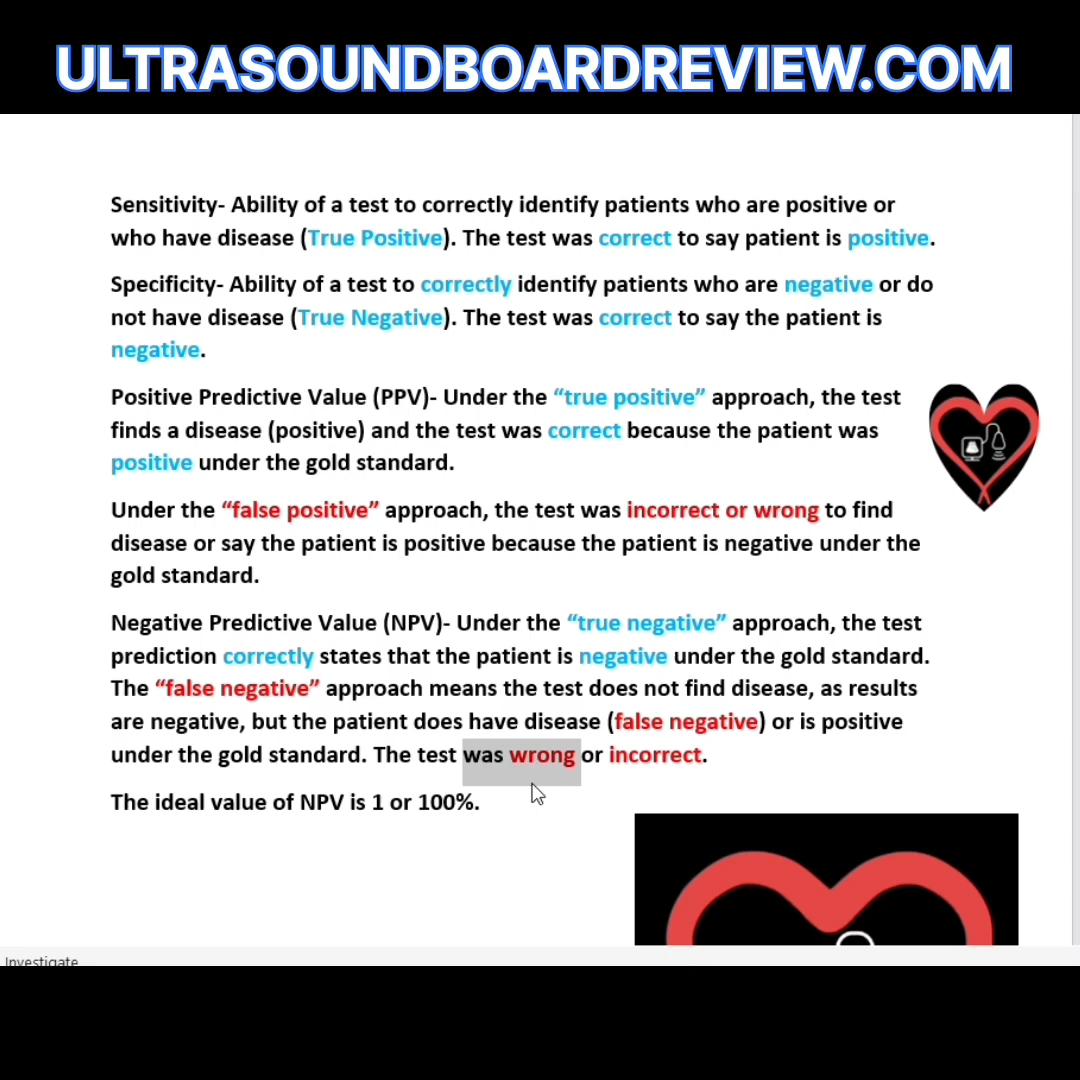 ULTRASOUNDBOARDREVIEW.COM
Sensitivity- Ability of a test to correctly identify patients who are positive or
who have disease (True Positive). The test was correct to say patient is positive.
Specificity- Ability of a test to correctly identify patients who are negative or do
not have disease (True Negative). The test was correct to say the patient is
negative.
Positive Predictive Value (PPV)- Under the “true positive” approach, the test
finds a disease (positive) and the test was correct because the patient was
positive under the gold standard.
Under the “false positive” approach, the test was incorrect or wrong to find
disease or say the patient is positive because the patient is negative under the
gold standard.
Negative Predictive Value (NPV)- Under the “true negative” approach, the test
prediction correctly states that the patient is negative under the gold standard.
The “false negative” approach means the test does not find disease, as results
are negative, but the patient does have disease (false negative) or is positive
under the gold standard. The test was wrong or incorrect.
The ideal value of NPV is 1 or 100%.
Investigate